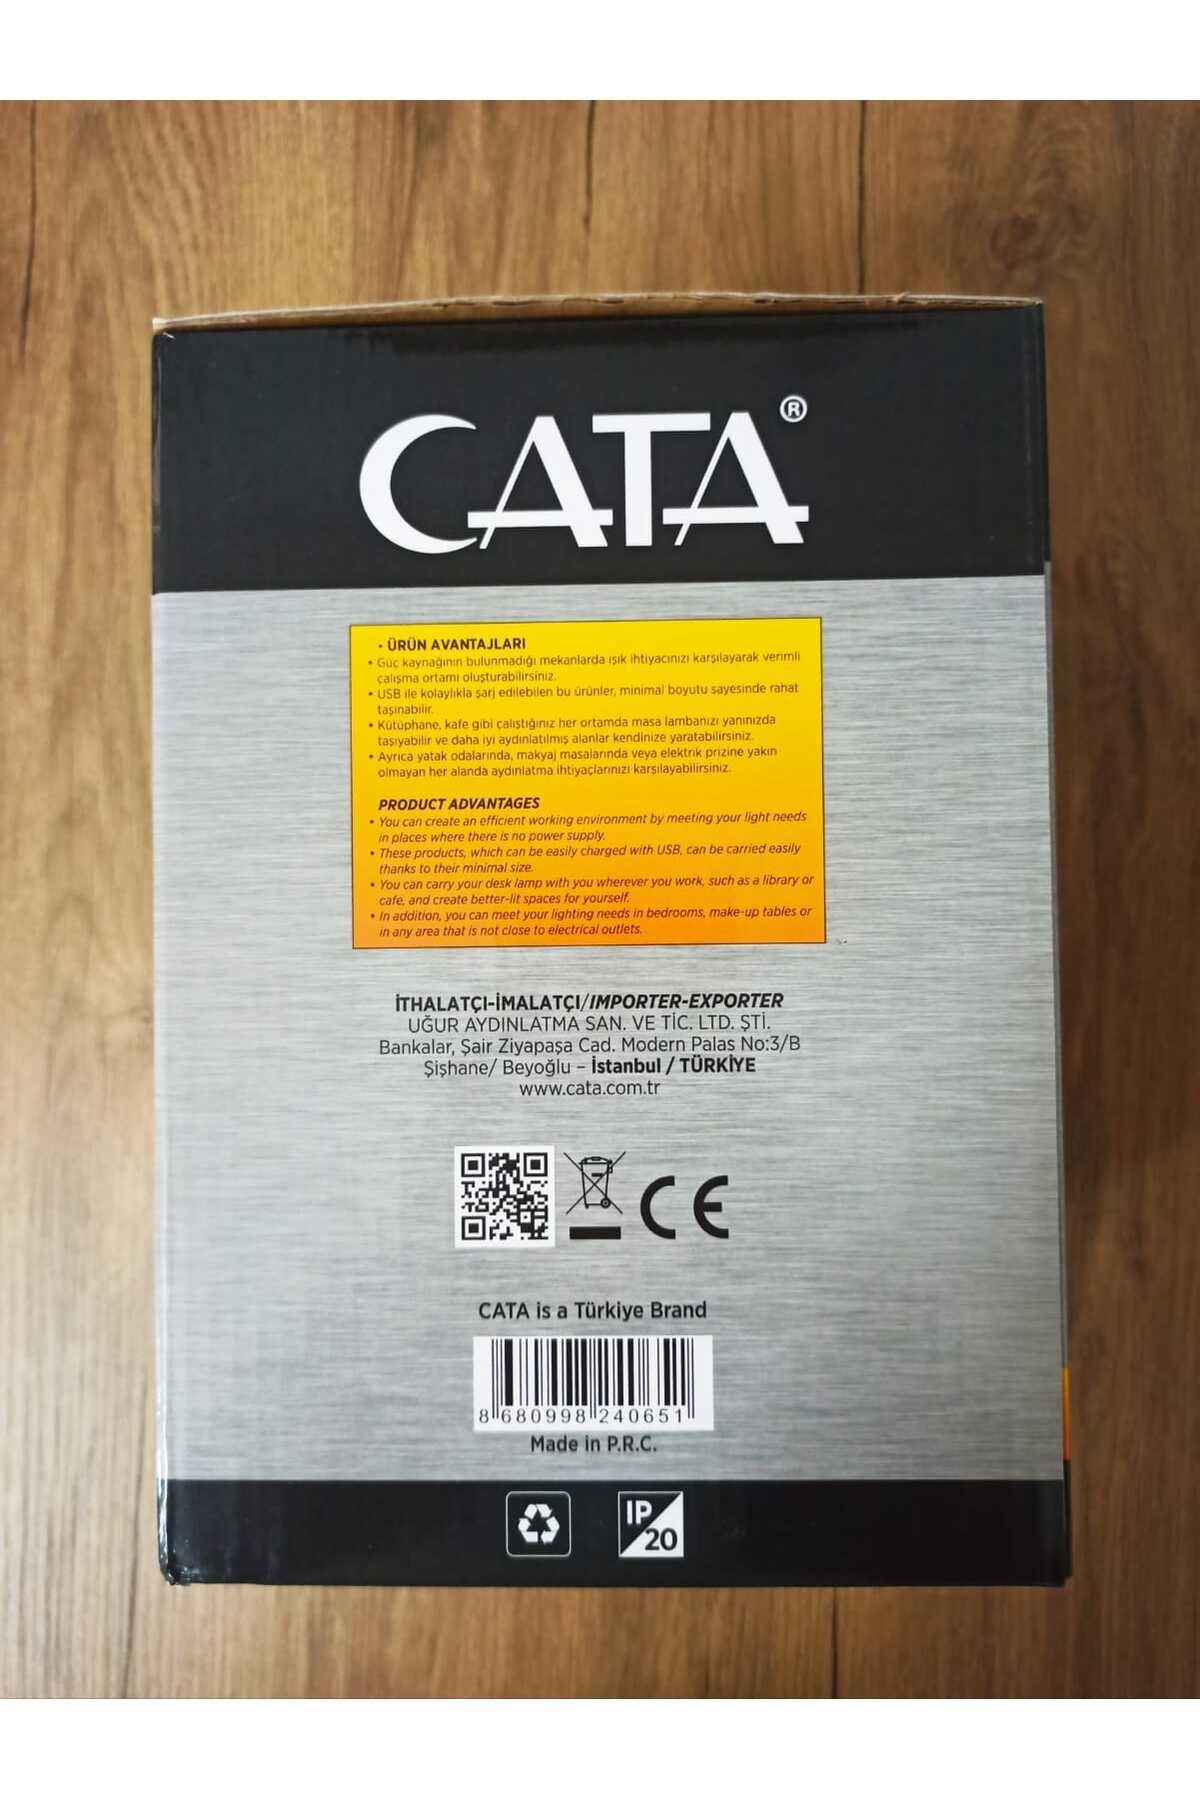 CATA®
• ÜRÜN AVANTAJLARI
• Güç kaynağının bulunmadığı mekanlarda ışık ihtiyacınızı karşılayarak verimli
çalışma ortamı oluşturabilirsiniz.
• USB ile kolaylıkla şarj edilebilen bu ürünler, minimal boyutu sayesinde rahat
taşınabilir.
• Kütüphane, kafe gibi çalıştığınız her ortamda masa lambanızı yanınızda
taşıyabilir ve daha iyi aydınlatılmış alanlar kendinize yaratabilirsiniz.
• Ayrıca yatak odalarında, makyaj masalarında veya elektrik prizine yakın
olmayan her alanda aydınlatma ihtiyaçlarınızı karşılayabilirsiniz.
PRODUCT ADVANTAGES
• You can create an efficient working environment by meeting your light needs
in places where there is no power supply.
• These products, which can be easily charged with USB, can be carried easily
thanks to their minimal size.
• You can carry your desk lamp with you wherever you work, such as a library or
cafe, and create better-lit spaces for yourself.
• In addition, you can meet your lighting needs in bedrooms, make-up tables or
in any area that is not close to electrical outlets.
İTHALATÇI-İMALATÇI/IMPORTER-EXPORTER
UĞUR AYDINLATMA SAN. VE TİC. LTD. ŞTİ.
Bankalar, Şair Ziyapaşa Cad. Modern Palas No:3/B
Şişhane/ Beyoğlu – İstanbul / TÜRKİYE
www.cata.com.tr
CE
CATA is a Türkiye Brand
8 680998 240651
Made in P.R.C.
IP
20